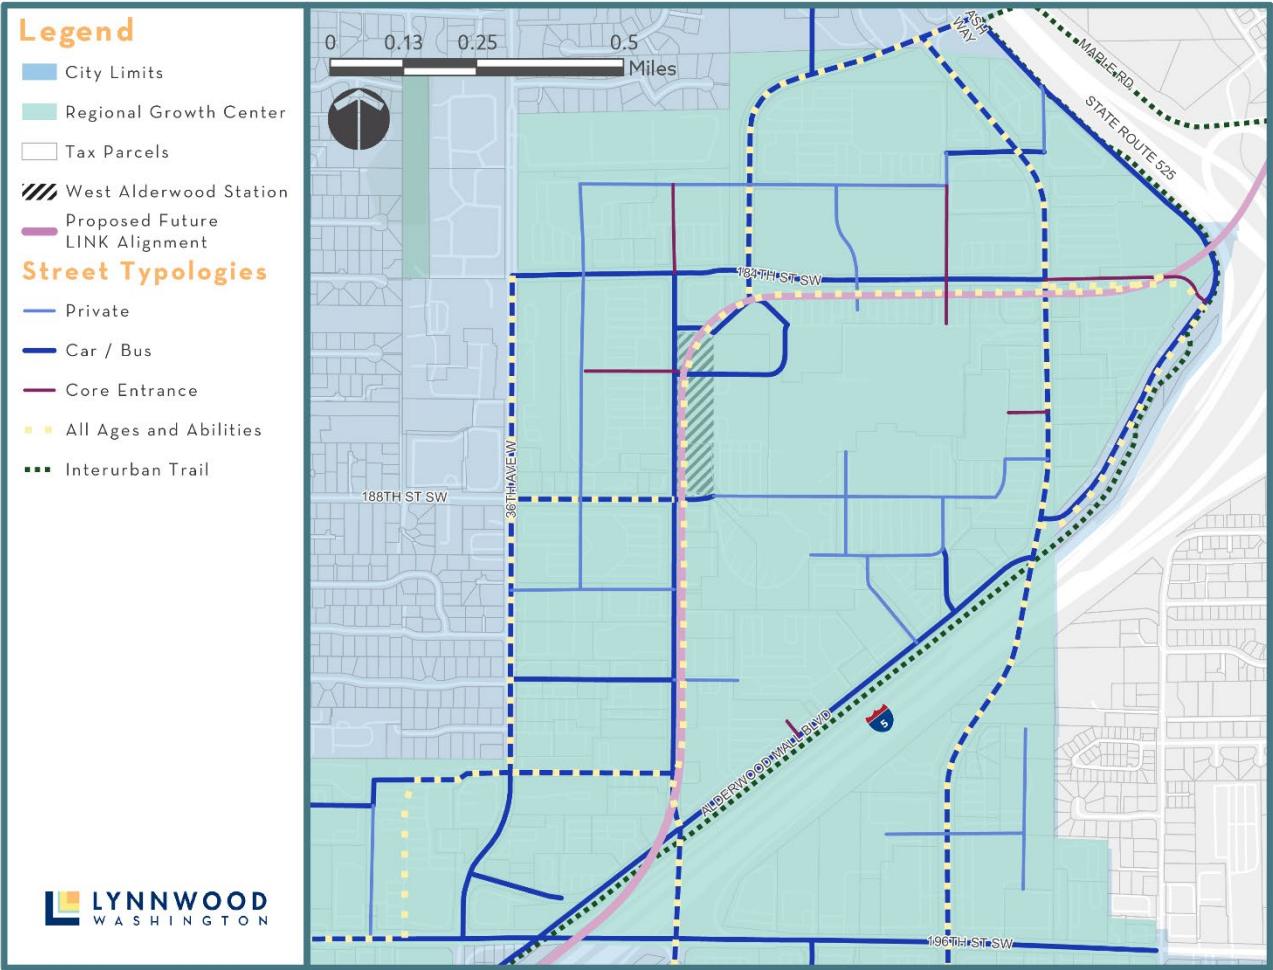 Legend
City Limits
Regional Growth Center
Tax Parcels
West Alderwood Station
Proposed Future
LINK Alignment
Street Typologies
Private
Car / Bus
Core Entrance
All Ages and Abilities
Interurban Trail
LYNNWOOD
WASHINGTON
0 0.13 0.25 0.5
Miles
ASH
WAY
MAPLE RD.
STATE ROUTE 525
184TH ST SW
36TH AVE W
188TH ST SW
ALDERWOOD MALL BLVD
5
196TH ST SW